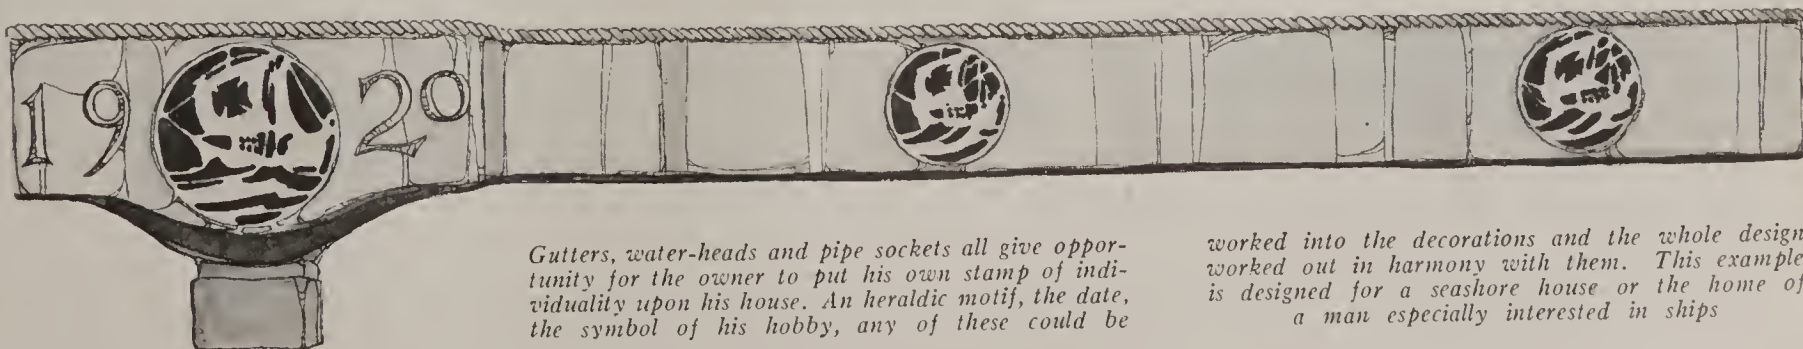 1920
Gutters, water-heads and pipe sockets all give oppor-
tunity for the owner to put his own stamp of indi-
viduality upon his house. An heraldic motif, the date,
the symbol of his hobby, any of these could be
worked into the decorations and the whole design
worked out in harmony with them. This example
is designed for a seashore house or the home of
a man especially interested in ships